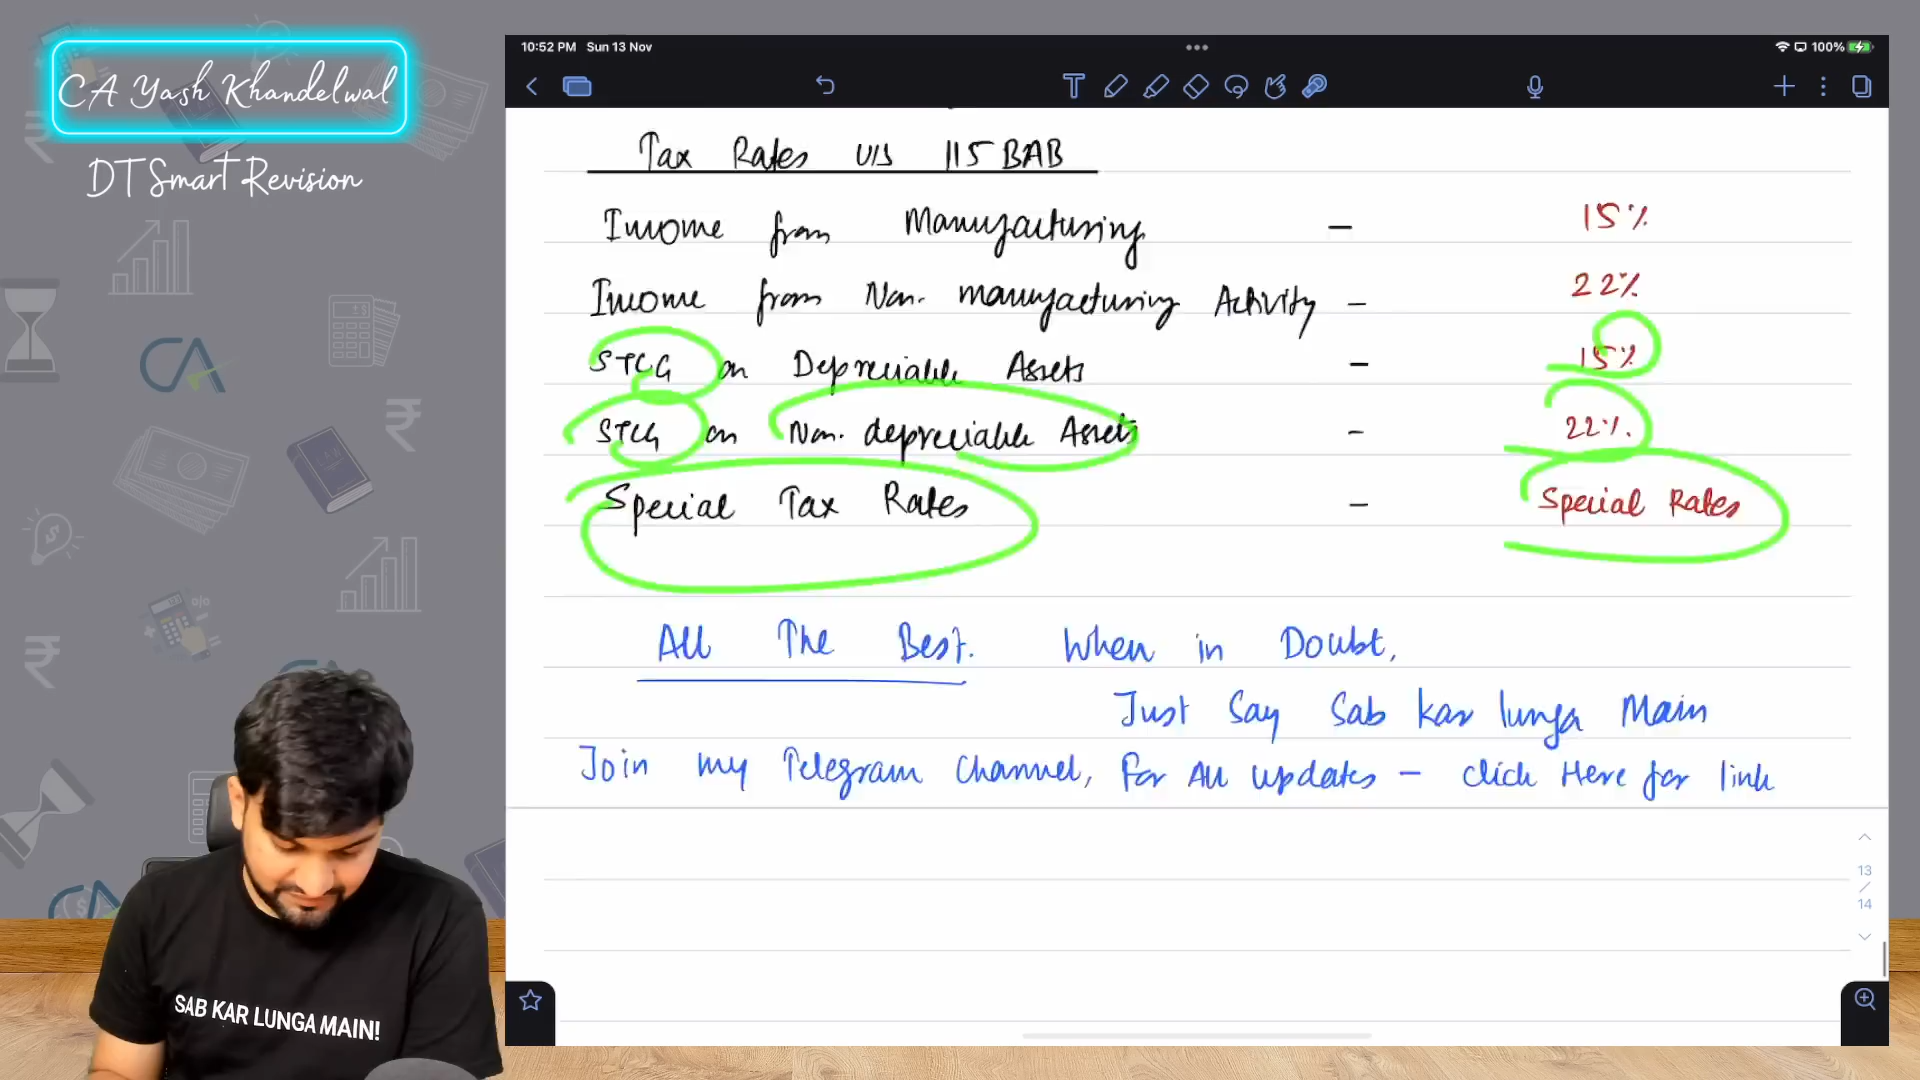 CA Yash Khandelwal
DT Smart Revision
10:52 PM Sun 13 Nov
100%
Tax Rates U/s 115 BAB
Income from Manufacturing - 15%
Income from Non-manufacturing Activity - 22%
STCG on Depreciable Assets - 15%
STCG on Non-depreciable Assets - 22%.
Special Tax Rates - Special Rates
All The Best. When in Doubt,
Just Say Sab kar lunga Main
Join my Telegram Channel, For All updates - Click Here for link
13
/
14
SAB KAR LUNGA MAIN!
CA